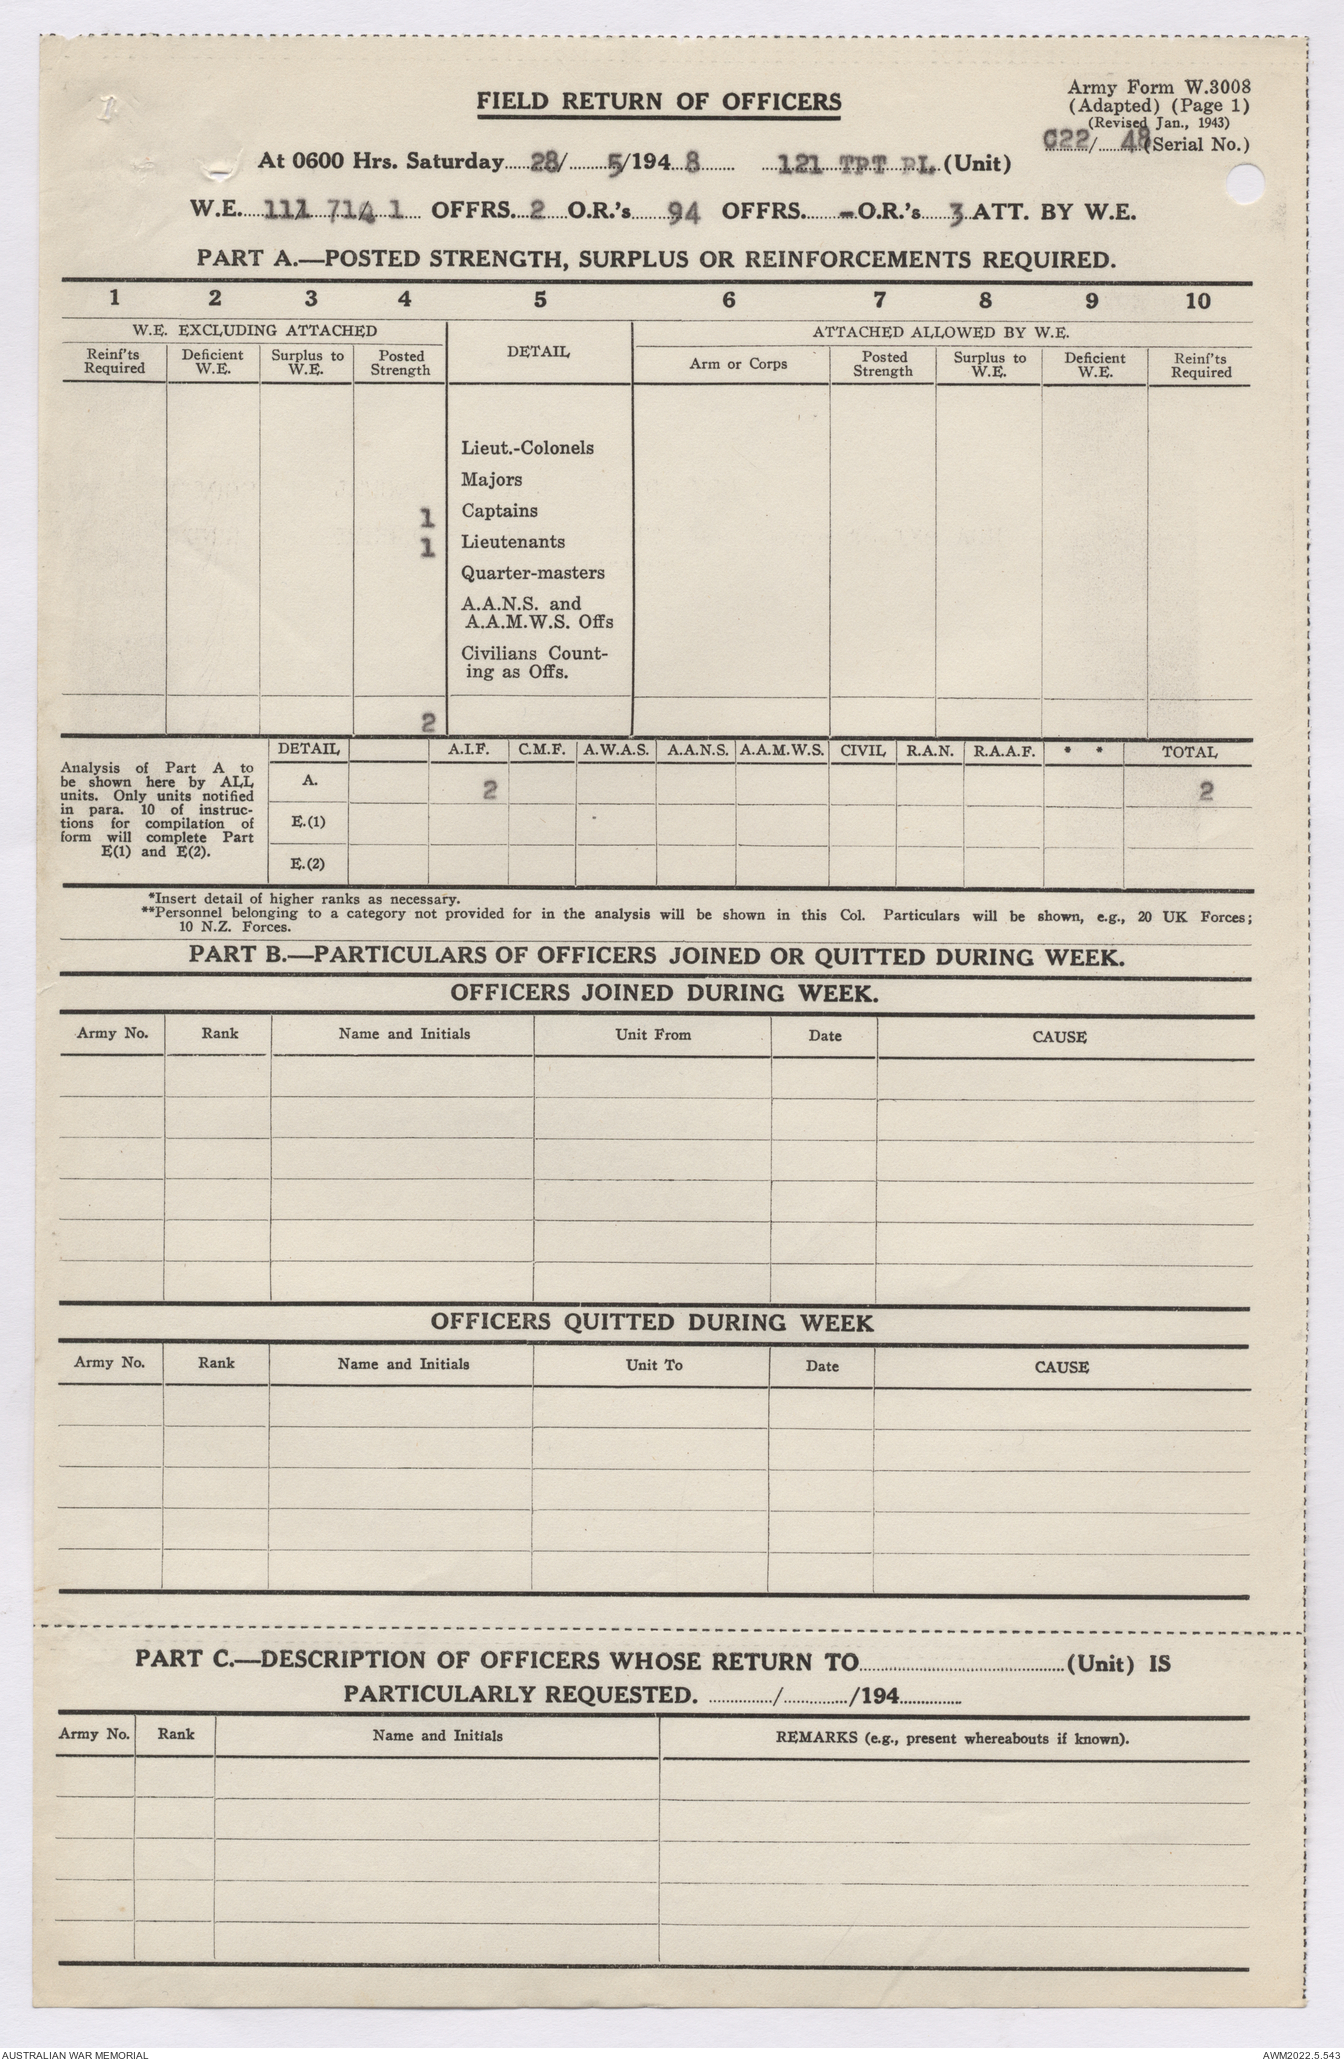 FIELD RETURN OF OFFICERS
Army Form W.3008
(Adapted) (Page 1)
(Revised Jan., 1943)
G22/....48(Serial No.)
At 0600 Hrs. Saturday.....28/......5/194..8...... ...121 TPT PL.(Unit)
W.E....111/714/1 OFFRS...2 O.R.'s.....94 OFFRS......-O.R.'s....3 ATT. BY W.E.
PART A.—POSTED STRENGTH, SURPLUS OR REINFORCEMENTS REQUIRED.
1 2 3 4 5 6 7 8 9 10
W.E. EXCLUDING ATTACHED DETAIL ATTACHED ALLOWED BY W.E.
Reinf'ts Required Deficient W.E. Surplus to W.E. Posted Strength Arm or Corps Posted Strength Surplus to W.E. Deficient W.E. Reinf'ts Required
Lieut.-Colonels
Majors
1 Captains
1 Lieutenants
Quarter-masters
A.A.N.S. and
A.A.M.W.S. Offs
Civilians Count-
ing as Offs.
2
DETAIL A.I.F. C.M.F. A.W.A.S. A.A.N.S. A.A.M.W.S. CIVIL R.A.N. R.A.A.F. * * TOTAL
Analysis of Part A to
be shown here by ALL
units. Only units notified
in para. 10 of instruc-
tions for compilation of
form will complete Part
E(1) and E(2).
A. 2 2
E.(1)
E.(2)
*Insert detail of higher ranks as necessary.
**Personnel belonging to a category not provided for in the analysis will be shown in this Col. Particulars will be shown, e.g., 20 UK Forces;
10 N.Z. Forces.
PART B.—PARTICULARS OF OFFICERS JOINED OR QUITTED DURING WEEK.
OFFICERS JOINED DURING WEEK.
Army No. Rank Name and Initials Unit From Date CAUSE
OFFICERS QUITTED DURING WEEK
Army No. Rank Name and Initials Unit To Date CAUSE
PART C.—DESCRIPTION OF OFFICERS WHOSE RETURN TO..............................(Unit) IS
PARTICULARLY REQUESTED. ............./............./194.............
Army No. Rank Name and Initials REMARKS (e.g., present whereabouts if known).
AUSTRALIAN WAR MEMORIAL
AWM2022.5.543